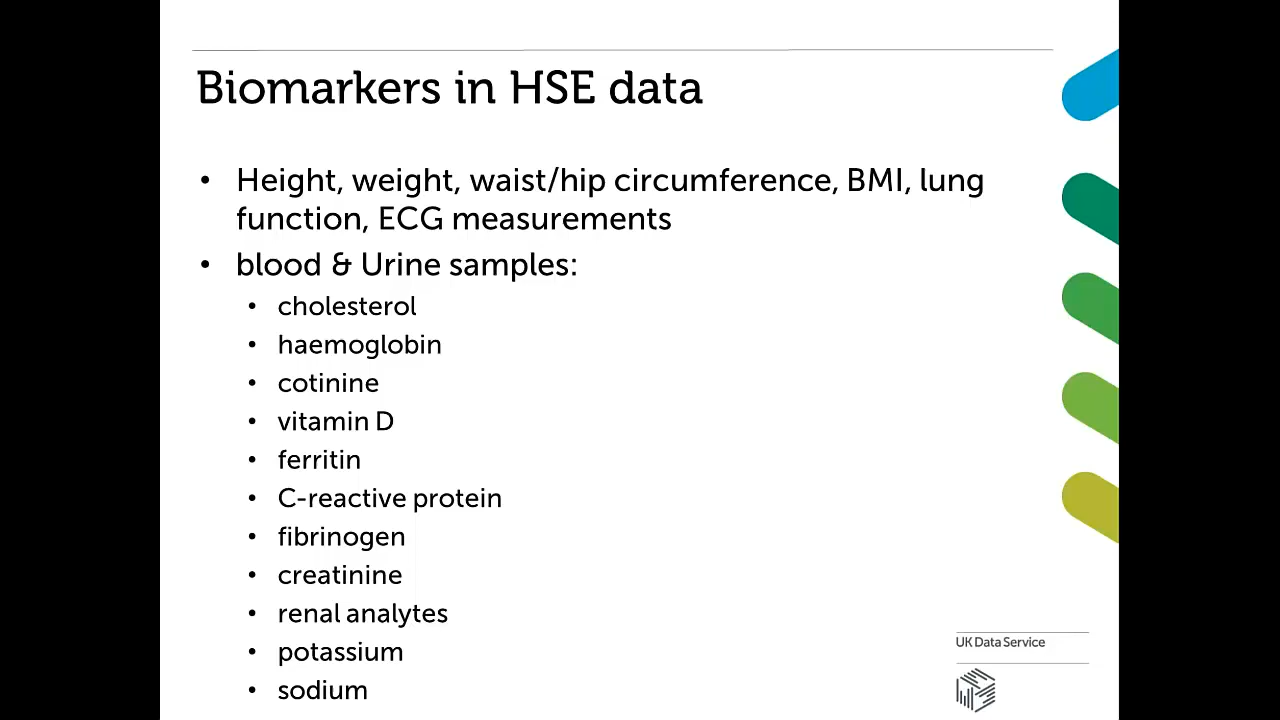 Biomarkers in HSE data
• Height, weight, waist/hip circumference, BMI, lung
function, ECG measurements
• blood & Urine samples:
• cholesterol
• haemoglobin
• cotinine
• vitamin D
• ferritin
• C-reactive protein
• fibrinogen
• creatinine
• renal analytes
• potassium
• sodium
UK Data Service